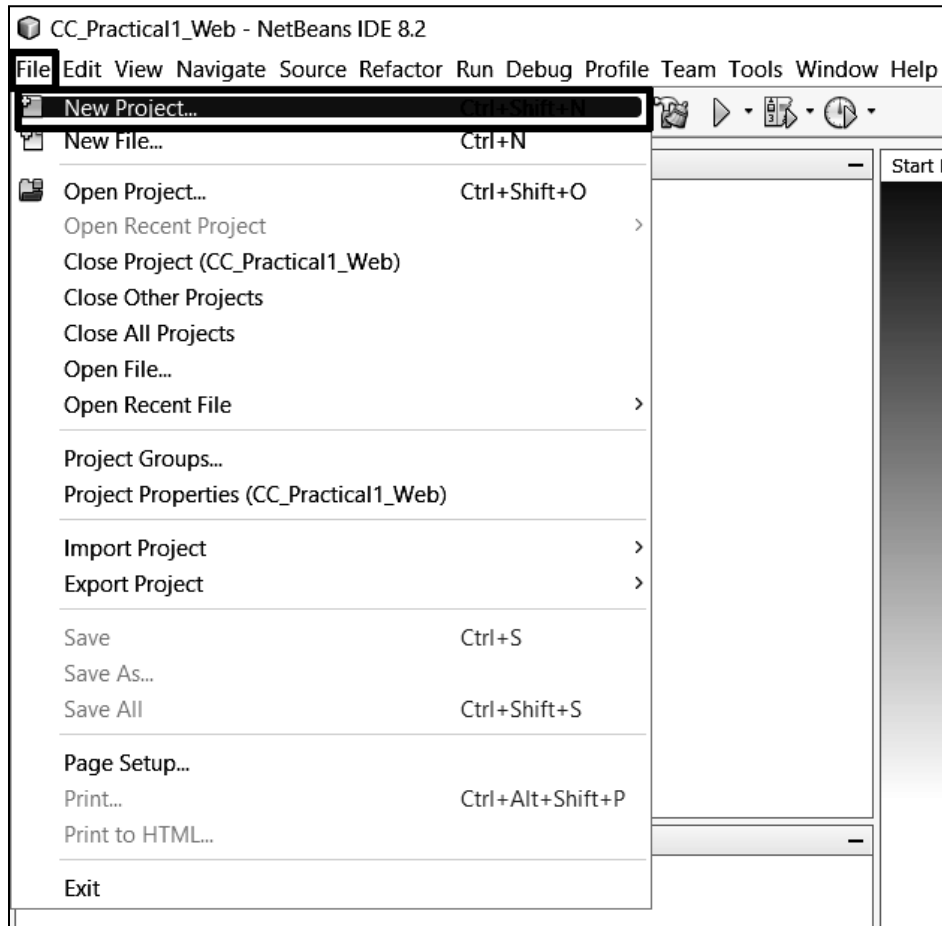 CC_Practical1_Web - NetBeans IDE 8.2
File Edit View Navigate Source Refactor Run Debug Profile Team Tools Window Help
New Project... Ctrl+Shift+N
New File... Ctrl+N
Start
Open Project... Ctrl+Shift+O
Open Recent Project
Close Project (CC_Practical1_Web)
Close Other Projects
Close All Projects
Open File...
Open Recent File
Project Groups...
Project Properties (CC_Practical1_Web)
Import Project
Export Project
Save Ctrl+S
Save As...
Save All Ctrl+Shift+S
Page Setup...
Print... Ctrl+Alt+Shift+P
Print to HTML...
Exit